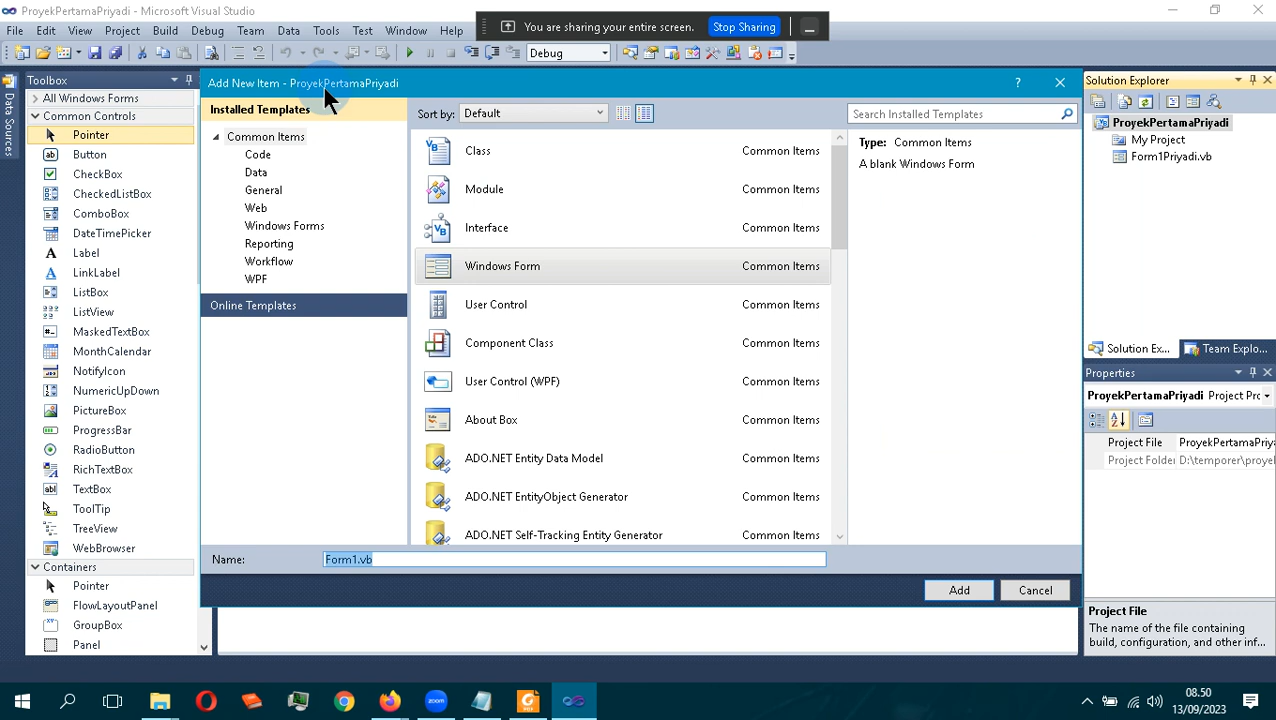 ProyekPertamaPriyadi - Microsoft Visual Studio
File Edit View Build Debug Team Data Tools Test Window Help
You are sharing your entire screen. Stop Sharing
Debug
Toolbox
Data Sources
All Windows Forms
Common Controls
Pointer
Button
CheckBox
CheckedListBox
ComboBox
DateTimePicker
Label
LinkLabel
ListBox
ListView
MaskedTextBox
MonthCalendar
NotifyIcon
NumericUpDown
PictureBox
ProgressBar
RadioButton
RichTextBox
TextBox
ToolTip
TreeView
WebBrowser
Containers
Pointer
FlowLayoutPanel
GroupBox
Panel
Add New Item - ProyekPertamaPriyadi
Installed Templates
Common Items
Code
Data
General
Web
Windows Forms
Reporting
Workflow
WPF
Online Templates
Sort by: Default
Search Installed Templates
Class Common Items
Module Common Items
Interface Common Items
Windows Form Common Items
User Control Common Items
Component Class Common Items
User Control (WPF) Common Items
About Box Common Items
ADO.NET Entity Data Model Common Items
ADO.NET EntityObject Generator Common Items
ADO.NET Self-Tracking Entity Generator Common Items
Type: Common Items
A blank Windows Form
Name: Form1.vb
Add Cancel
Solution Explorer
ProyekPertamaPriyadi
My Project
Form1Priyadi.vb
Solution Ex... Team Explo...
Properties
ProyekPertamaPriyadi Project Prc
Project File ProyekPertamaPriya
Project Folder D:\temporer\proyel
Project File
The name of the file containing
build, configuration, and other inf...
zoom
08.50
13/09/2023